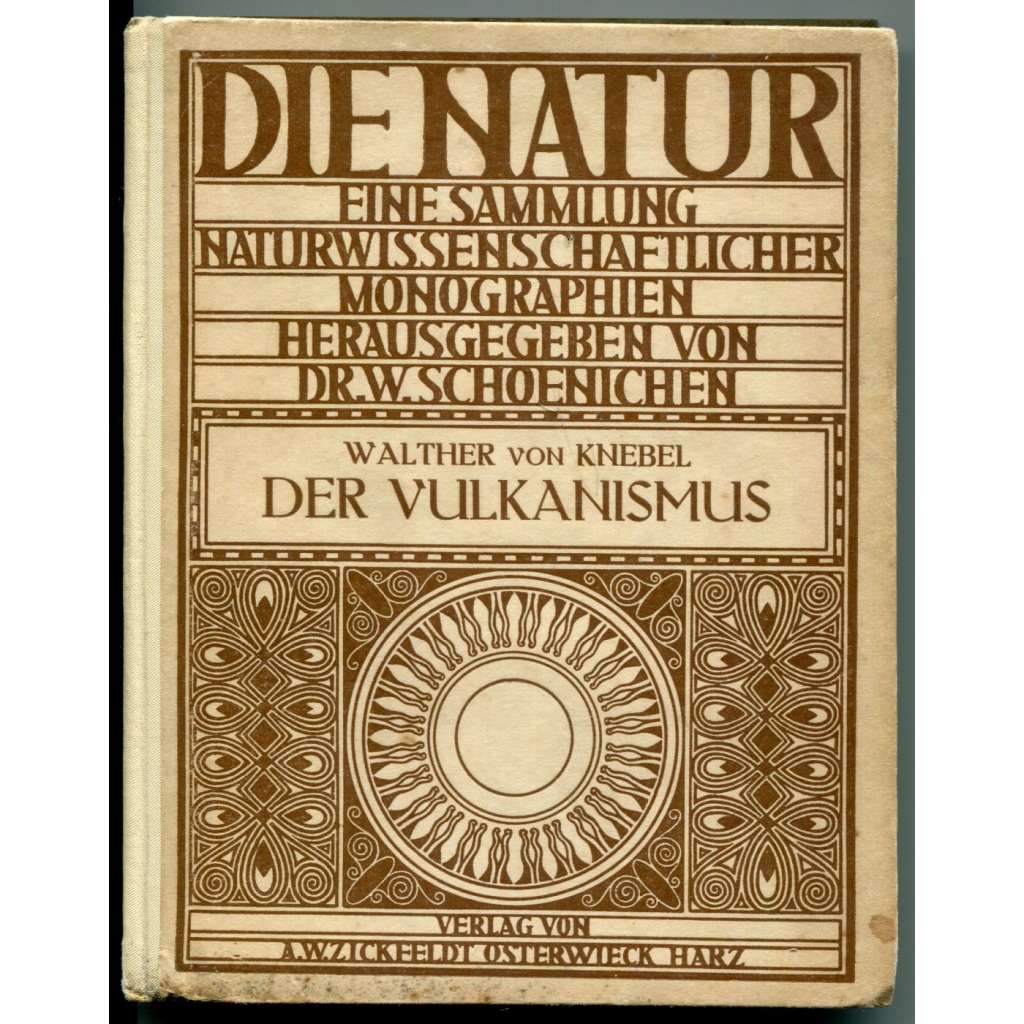 DIE NATUR
EINE SAMMLUNG
NATURWISSENSCHAFTLICHER
MONOGRAPHIEN
HERAUSGEGEBEN VON
DR. W. SCHOENICHEN
WALTHER VON KNEBEL
DER VULKANISMUS
VERLAG VON
A.W. ZICKFELDT OSTERWIECK HARZ